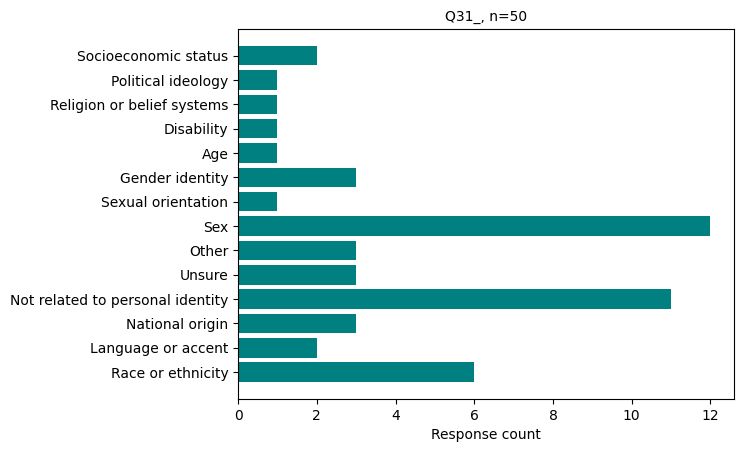 Q31_, n=50
Socioeconomic status
Political ideology
Religion or belief systems
Disability
Age
Gender identity
Sexual orientation
Sex
Other
Unsure
Not related to personal identity
National origin
Language or accent
Race or ethnicity
0 2 4 6 8 10 12
Response count